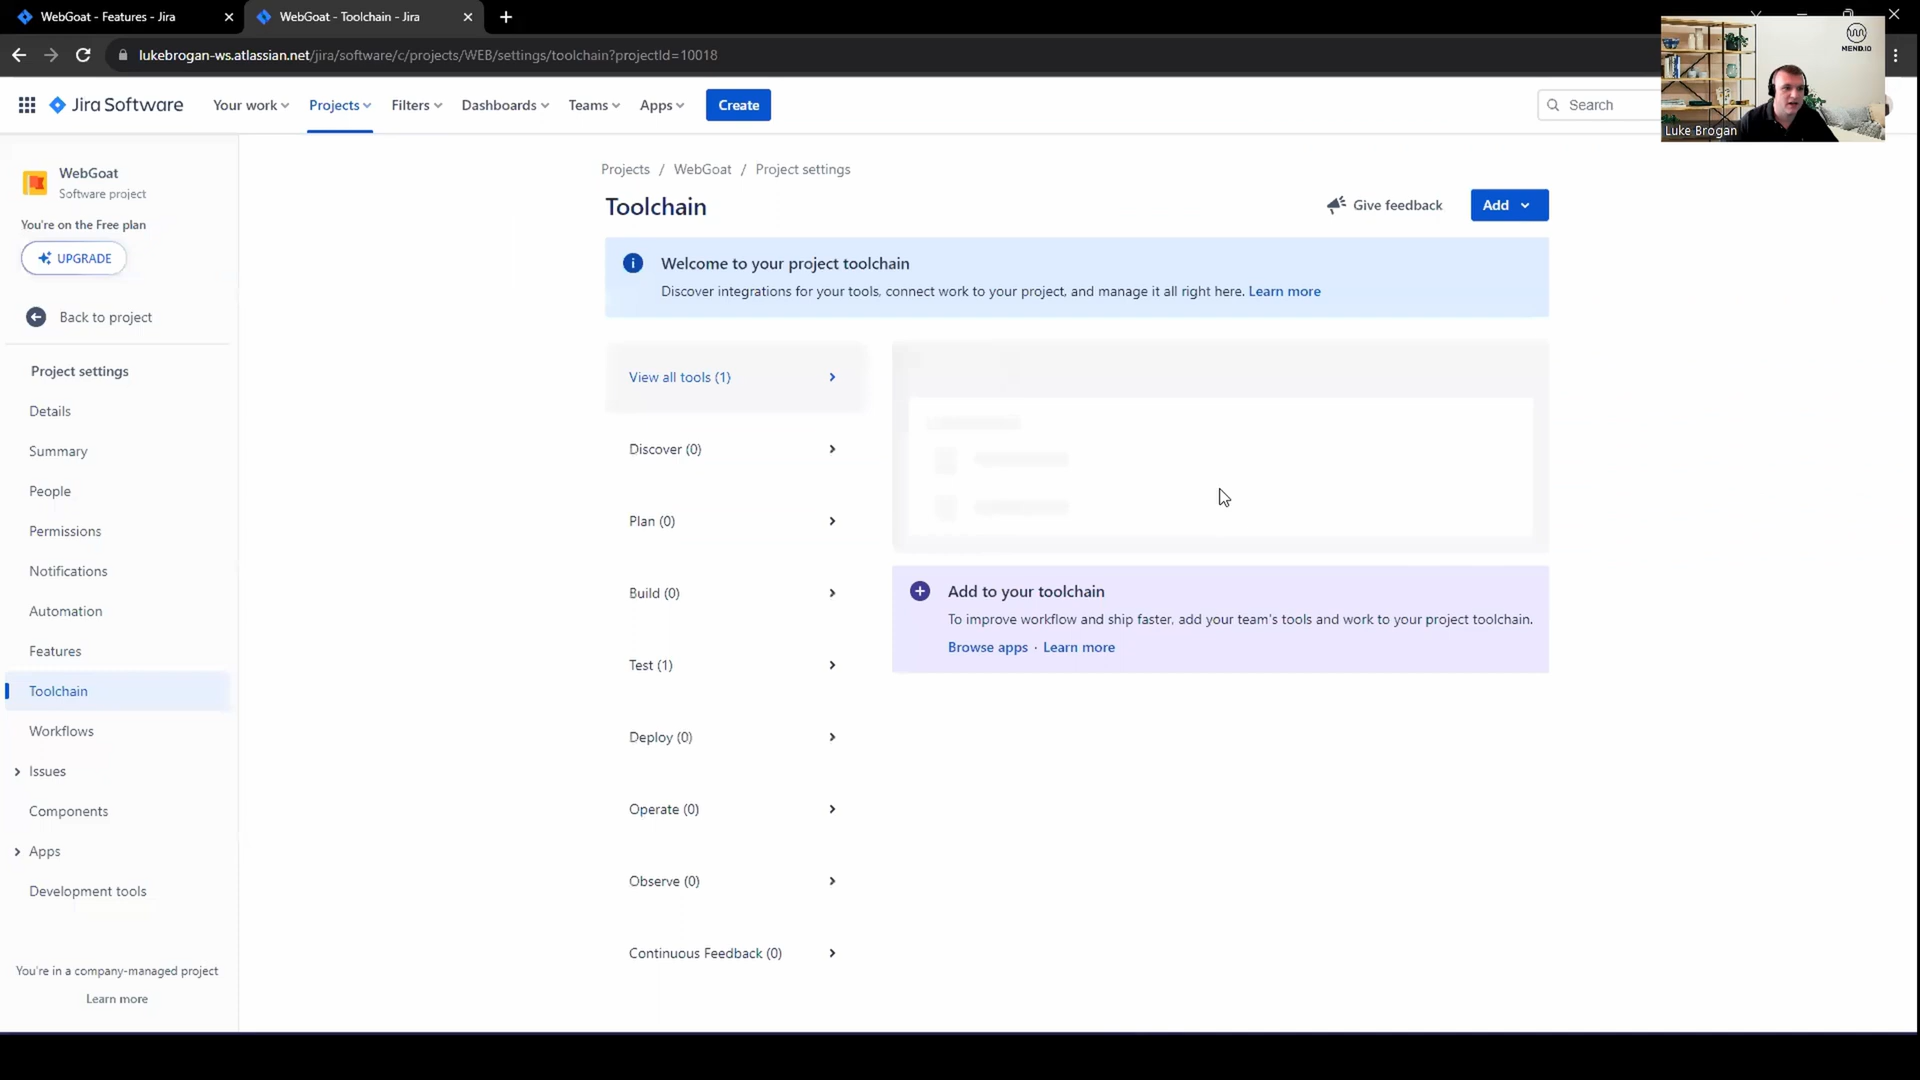 WebGoat - Features - Jira
WebGoat - Toolchain - Jira
lukebrogan-ws.atlassian.net/jira/software/c/projects/WEB/settings/toolchain?projectId=10018
Jira Software
Your work
Projects
Filters
Dashboards
Teams
Apps
Create
Search
MEND.IO
Luke Brogan
WebGoat
Software project
You're on the Free plan
UPGRADE
Back to project
Project settings
Details
Summary
People
Permissions
Notifications
Automation
Features
Toolchain
Workflows
Issues
Components
Apps
Development tools
You're in a company-managed project
Learn more
Projects / WebGoat / Project settings
Toolchain
Give feedback
Add
Welcome to your project toolchain
Discover integrations for your tools, connect work to your project, and manage it all right here. Learn more
View all tools (1)
Discover (0)
Plan (0)
Build (0)
Test (1)
Deploy (0)
Operate (0)
Observe (0)
Continuous Feedback (0)
Add to your toolchain
To improve workflow and ship faster, add your team's tools and work to your project toolchain.
Browse apps · Learn more